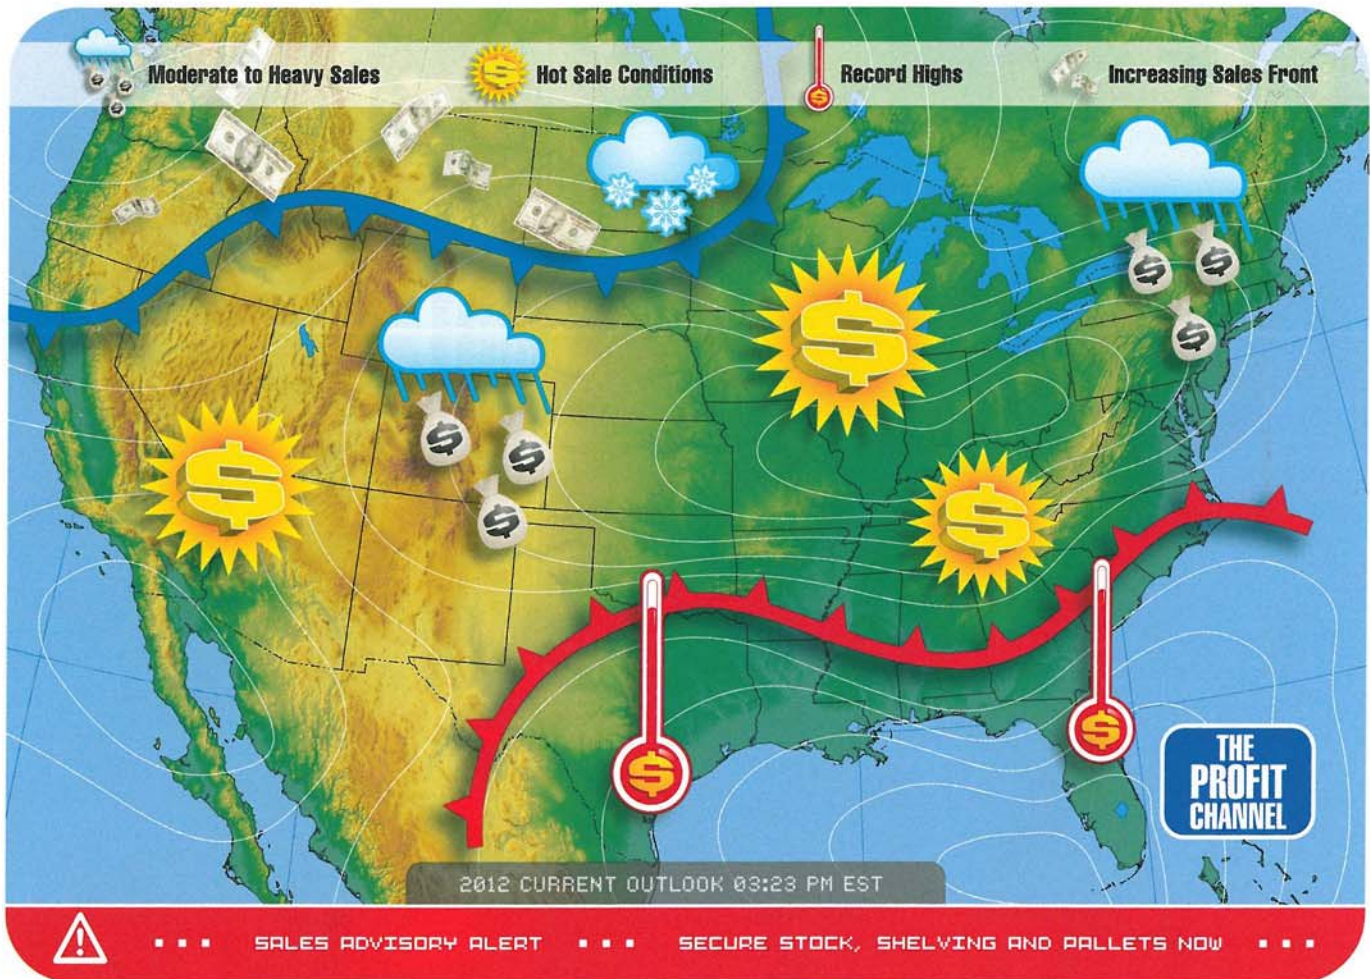 Moderate to Heavy Sales
Hot Sale Conditions
Record Highs
Increasing Sales Front
THE
PROFIT
CHANNEL
2012 CURRENT OUTLOOK 03:23 PM EST
SALES ADVISORY ALERT ▪ ▪ ▪ SECURE STOCK, SHELVING AND PALLETS NOW